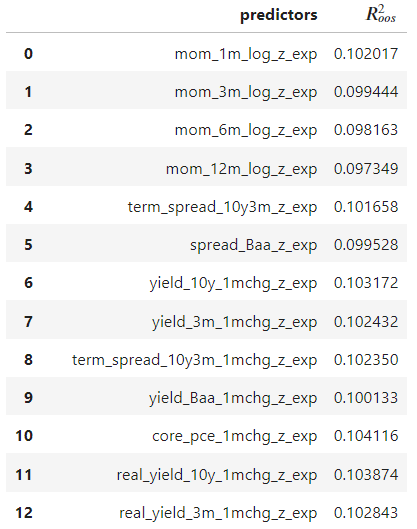 predictors R²oos
0 mom_1m_log_z_exp 0.102017
1 mom_3m_log_z_exp 0.099444
2 mom_6m_log_z_exp 0.098163
3 mom_12m_log_z_exp 0.097349
4 term_spread_10y3m_z_exp 0.101658
5 spread_Baa_z_exp 0.099528
6 yield_10y_1mchg_z_exp 0.103172
7 yield_3m_1mchg_z_exp 0.102432
8 term_spread_10y3m_1mchg_z_exp 0.102350
9 yield_Baa_1mchg_z_exp 0.100133
10 core_pce_1mchg_z_exp 0.104116
11 real_yield_10y_1mchg_z_exp 0.103874
12 real_yield_3m_1mchg_z_exp 0.102843